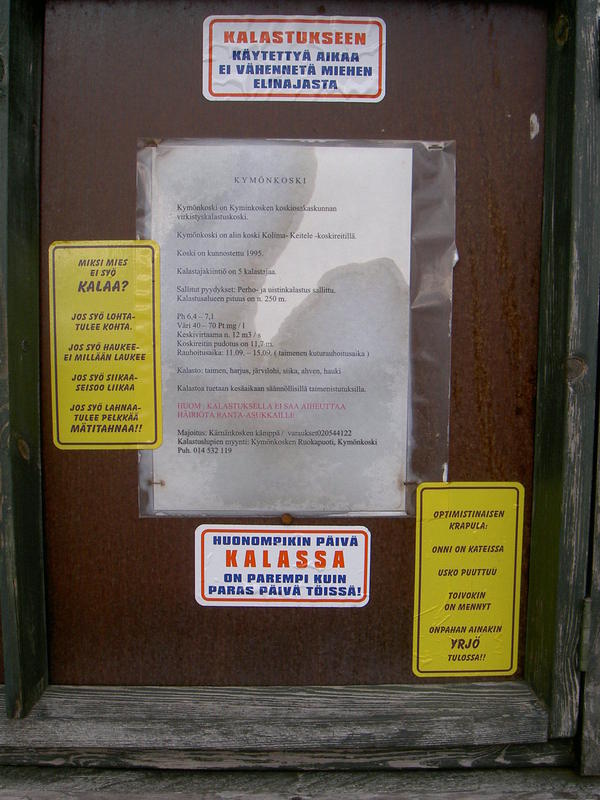 KALASTUKSEEN
KÄYTETTYÄ AIKAA
EI VÄHENNETÄ MIEHEN
ELINAJASTA
KYMÖNKOSKI
Kymönkoski on Kyminkosken koskiosakaskunnan
virkistyskalastuskoski.
Kymönkoski on alin koski Kolima- Keitele -koskireitillä.
Koski on kunnostettu 1995.
Kalastajakiintiö on 5 kalastajaa.
Sallitut pyydykset: Perho- ja uistinkalastus sallittu.
Kalastusalueen pituus on n. 250 m.
Ph 6,4 – 7,1
Väri 40 – 70 Pt mg / l
Keskivirtaama n. 12 m3 / s
Koskireitin pudotus on 11,7 m.
Rauhoitusaika: 11.09. – 15.09. ( taimenen kuturauhoitusaika )
Kalasto: taimen, harjus, järvilohi, siika, ahven, hauki
Kalastoa tuetaan kesäaikaan säännöllisillä taimenistutuksilla.
HUOM : KALASTUKSELLA EI SAA AIHEUTTAA
HÄIRIÖTÄ RANTA-ASUKKAILLE
Majoitus: Kärnänkosken kämppä / varaukset020544122
Kalastuslupien myynti: Kymönkosken Ruokapuoti, Kymönkoski
Puh. 014 532 119
MIKSI MIES
EI SYÖ
KALAA?
JOS SYÖ LOHTA-
TULEE KOHTA.
JOS SYÖ HAUKEE-
EI MILLÄÄN LAUKEE
JOS SYÖ SIIKAA-
SEISOO LIIKAA
JOS SYÖ LAHNAA-
TULEE PELKKÄÄ
MÄTITAHNAA!!
HUONOMPIKIN PÄIVÄ
KALASSA
ON PAREMPI KUIN
PARAS PÄIVÄ TÖISSÄ!
OPTIMISTINAISEN
KRAPULA:
ONNI ON KATEISSA
USKO PUUTTUU
TOIVOKIN
ON MENNYT
ONPAHAN AINAKIN
YRJÖ
TULOSSA!!